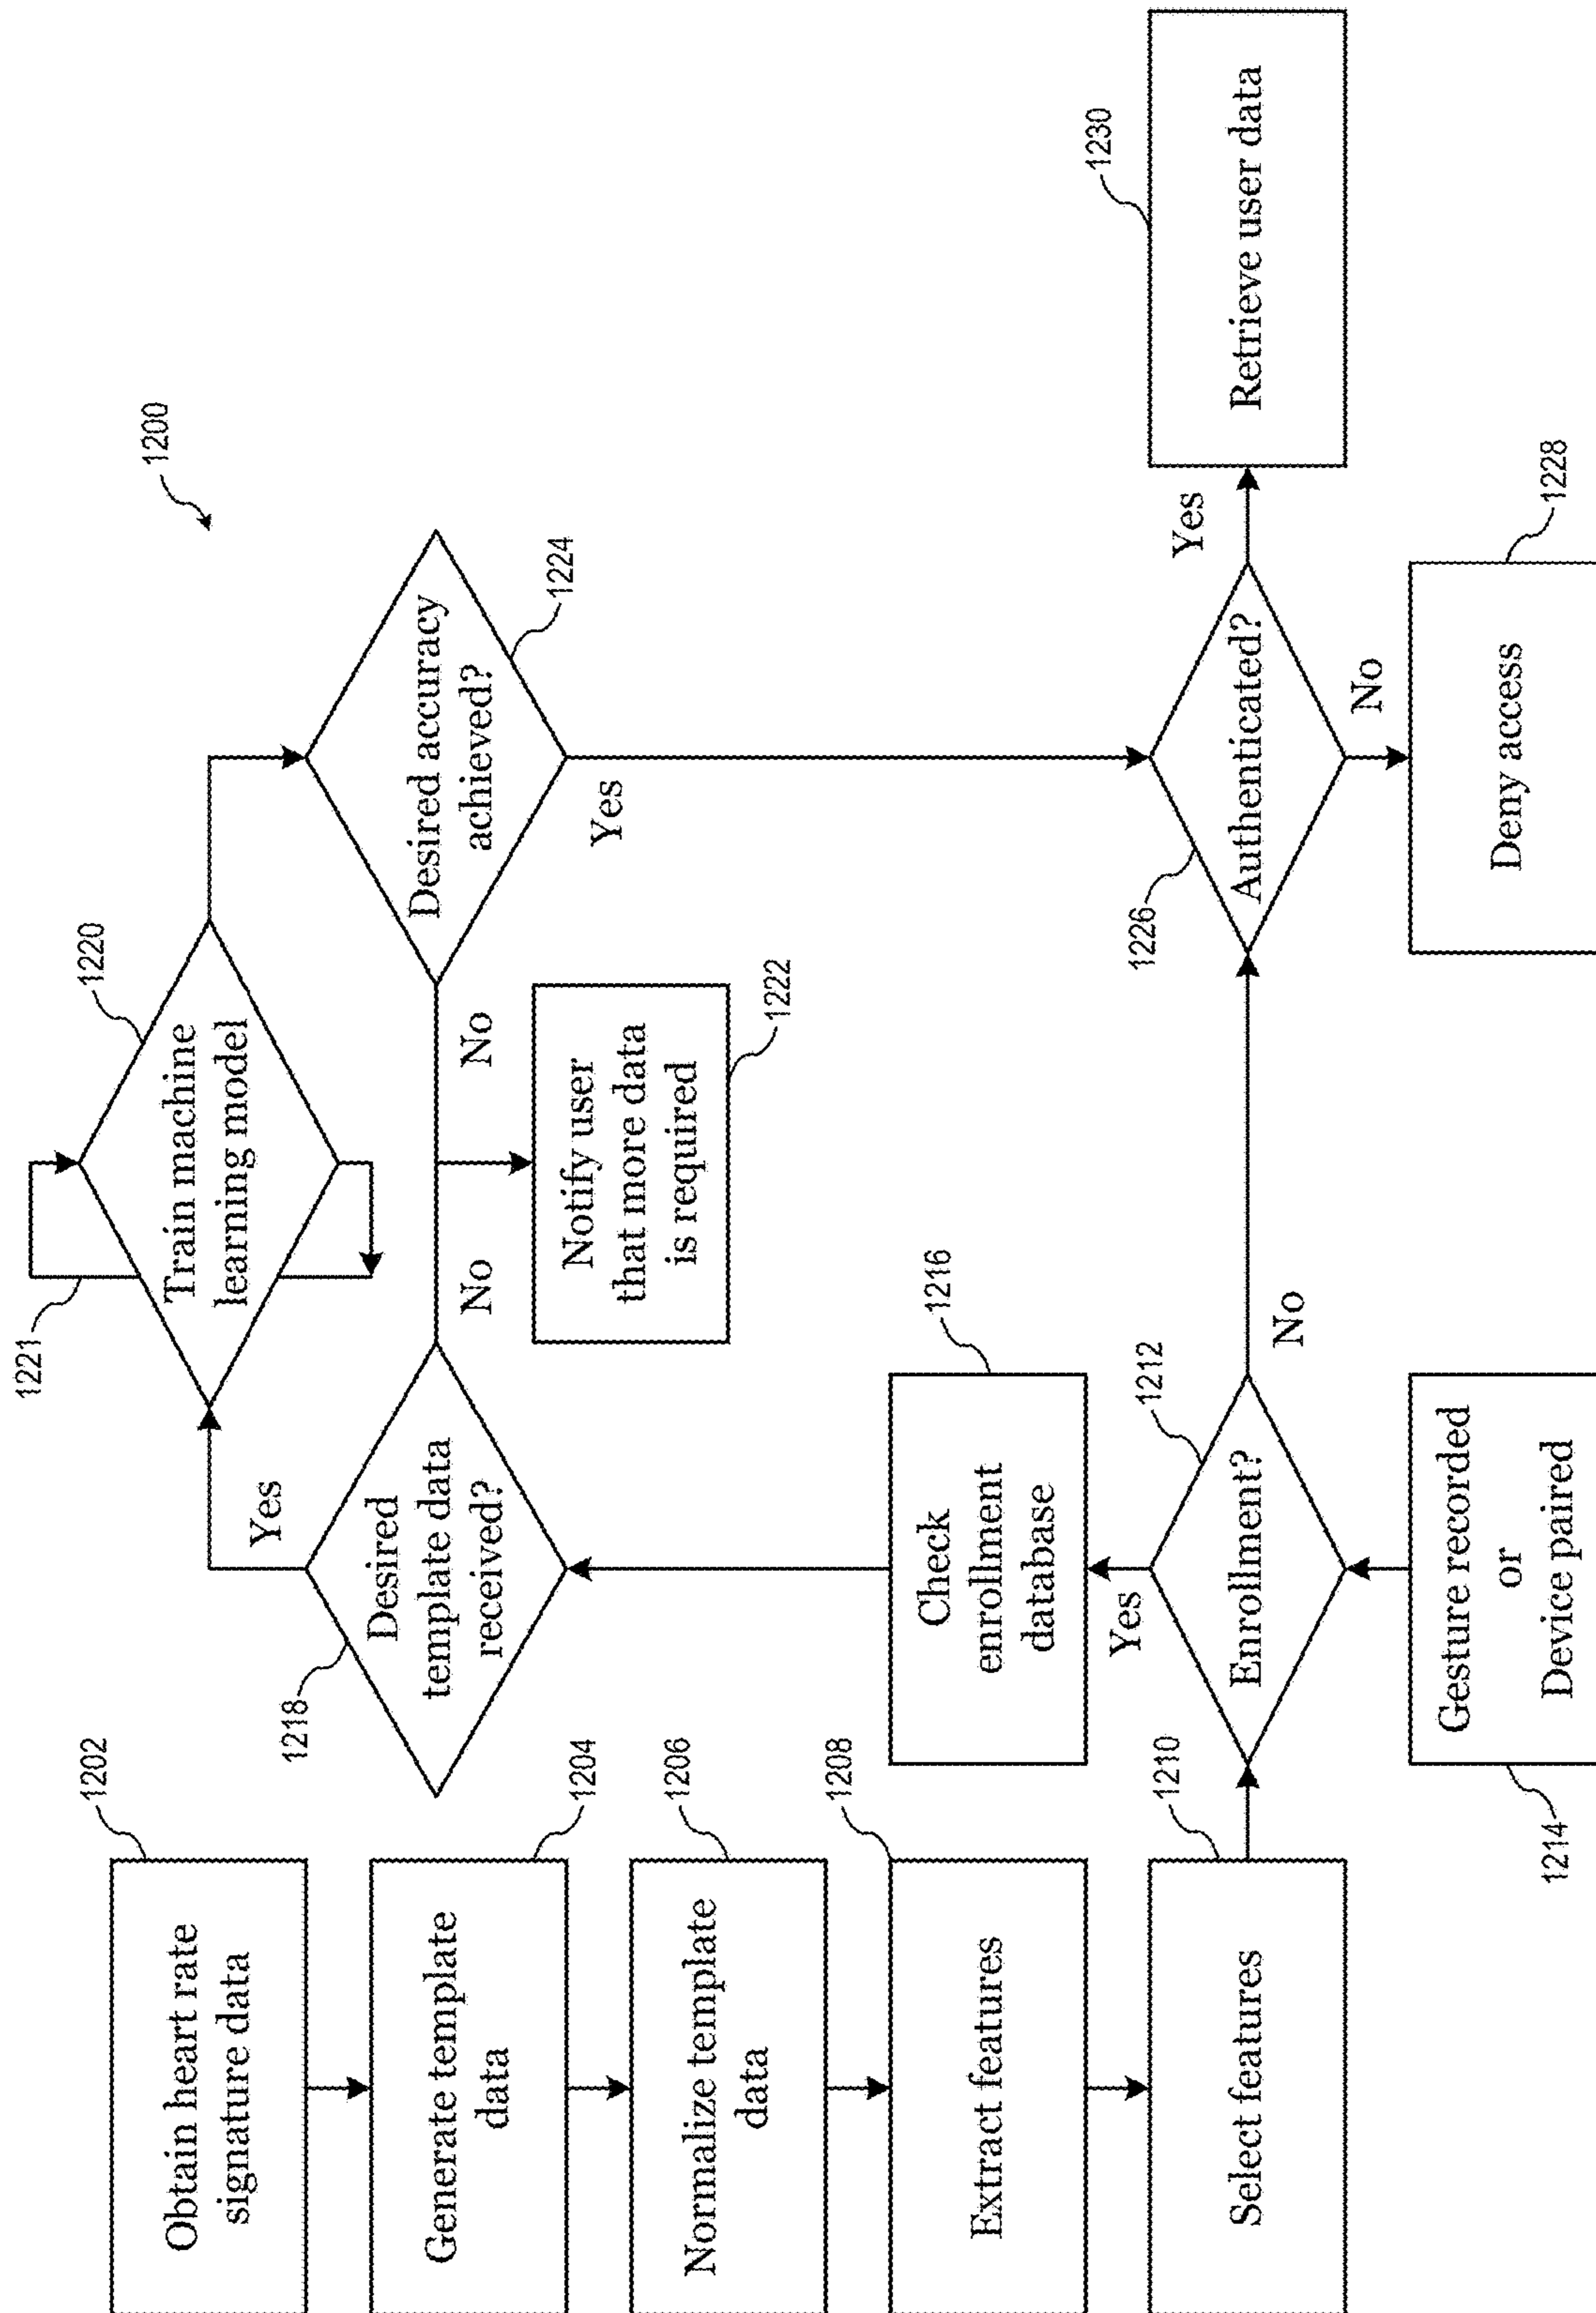 1200
1202
Obtain heart rate
signature data
1204
Generate template
data
1206
Normalize template
data
1208
Extract features
1210
Select features
1212
Enrollment?
Yes
No
1214
Gesture recorded
or
Device paired
1216
Check
enrollment
database
1218
Desired
template data
received?
Yes
No
1220
Train machine
learning model
1221
1222
Notify user
that more data
is required
No
1224
Desired accuracy
achieved?
Yes
1226
Authenticated?
Yes
No
1228
Deny access
1230
Retrieve user data